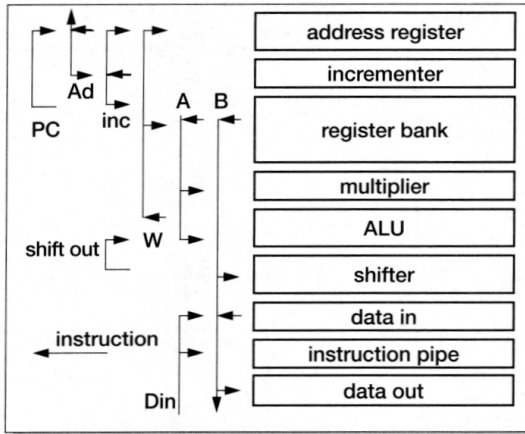 address register
incrementer
Ad
A B
PC
inc
register bank
multiplier
W
ALU
shift out
shifter
data in
instruction
instruction pipe
Din
data out